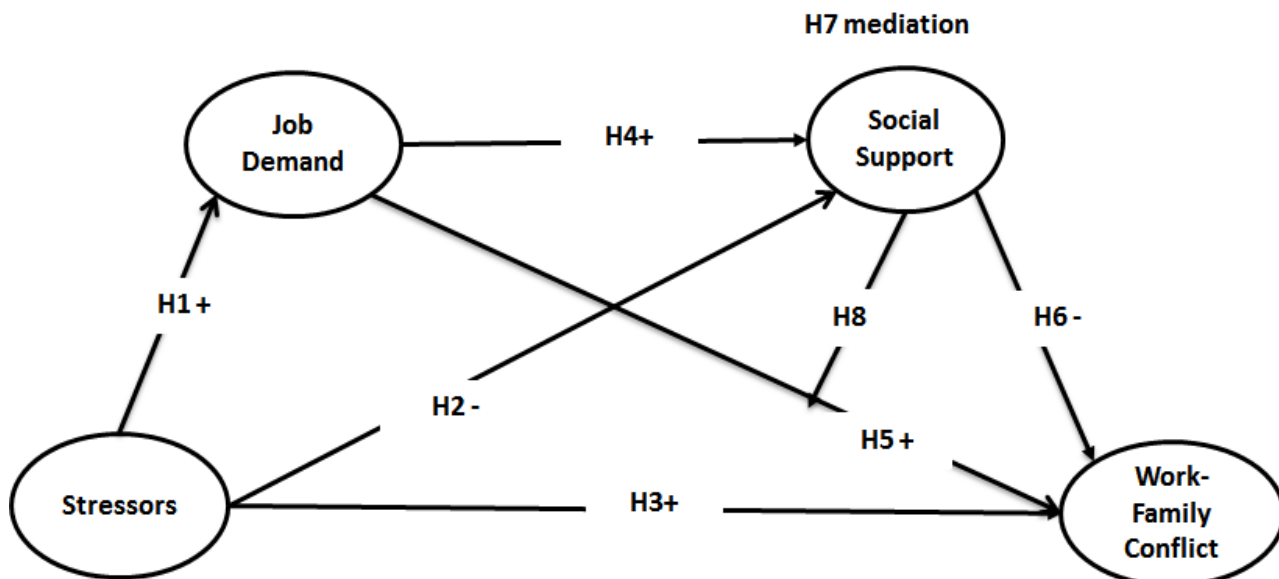 H7 mediation
Job
Demand
H4+
Social
Support
H1 +
H8
H6 -
H2 -
H5 +
Stressors
H3+
Work-
Family
Conflict